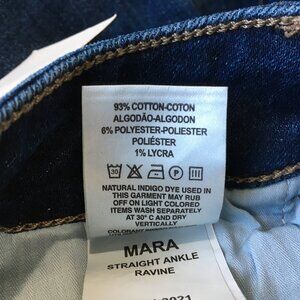 93% COTTON-COTON
ALGODÃO-ALGODON
6% POLYESTER-POLIESTER
POLIÉSTER
1% LYCRA
30
NATURAL INDIGO DYE USED IN
THIS GARMENT MAY RUB
OFF ON LIGHT COLORED
ITEMS WASH SEPARATELY
AT 30° C AND DRY
VERTICALLY
MARA
STRAIGHT ANKLE
RAVINE
2021